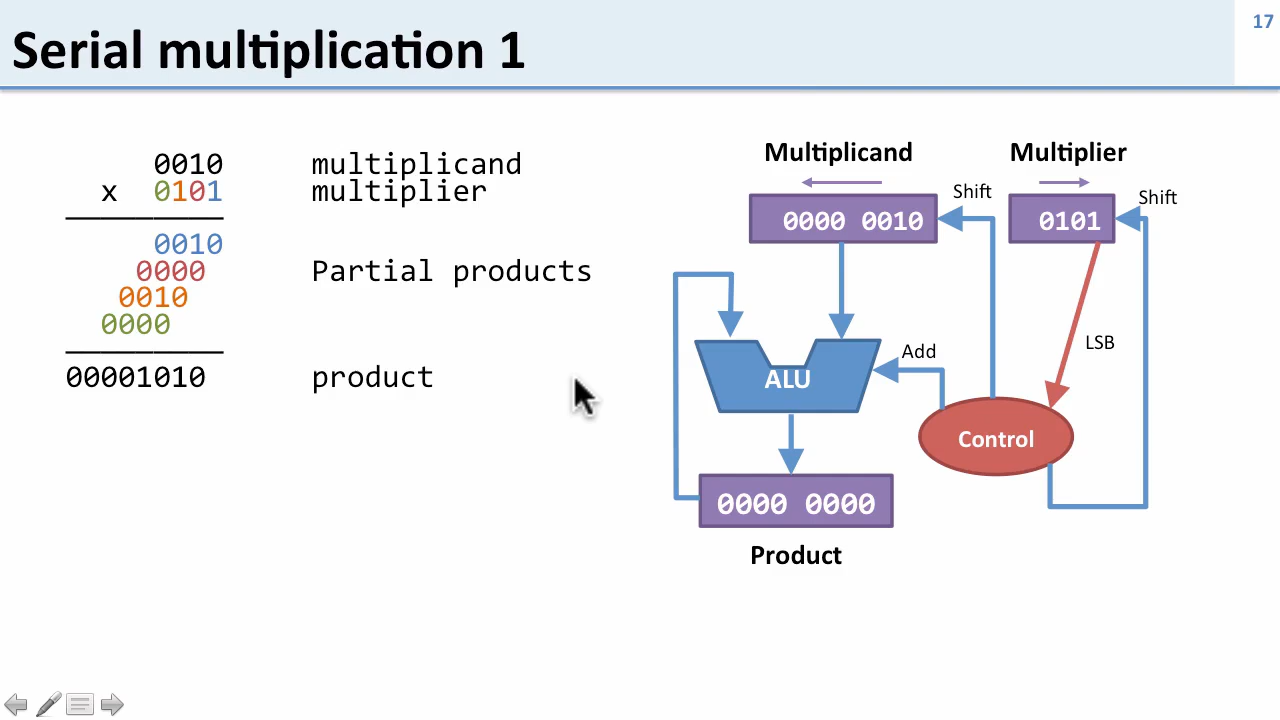 17
Serial multiplication 1
0010 multiplicand
x 0101 multiplier
0010
0000 Partial products
0010
0000
00001010 product
Multiplicand Multiplier
Shift Shift
0000 0010 0101
LSB
Add
ALU
Control
0000 0000
Product